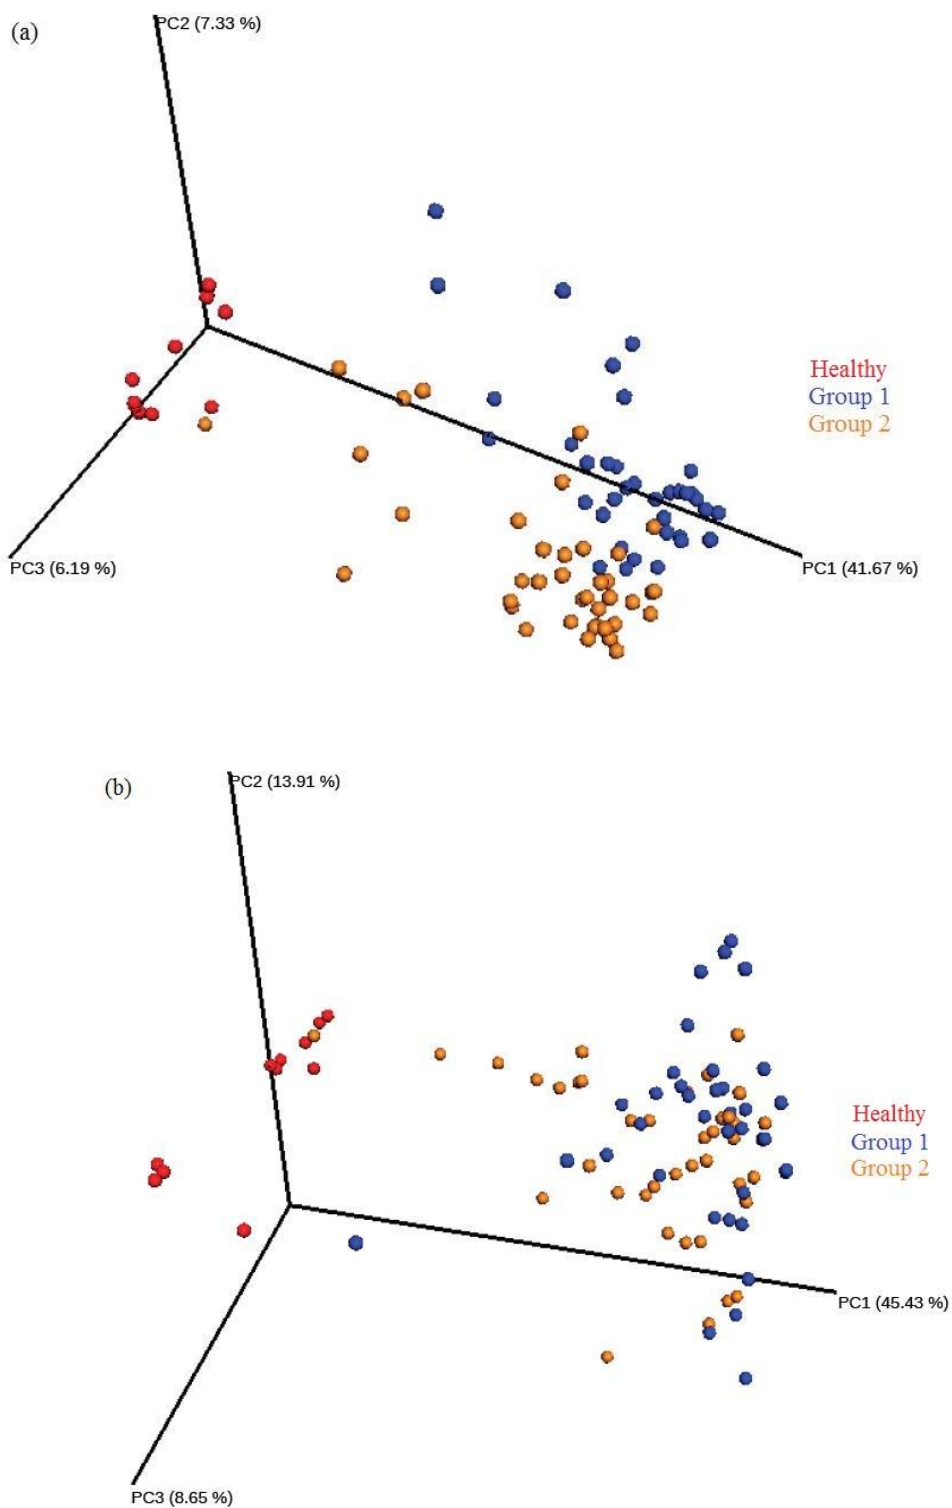 (a)
PC2 (7.33 %)
Healthy
Group 1
Group 2
PC3 (6.19 %)
PC1 (41.67 %)
(b)
PC2 (13.91 %)
Healthy
Group 1
Group 2
PC1 (45.43 %)
PC3 (8.65 %)